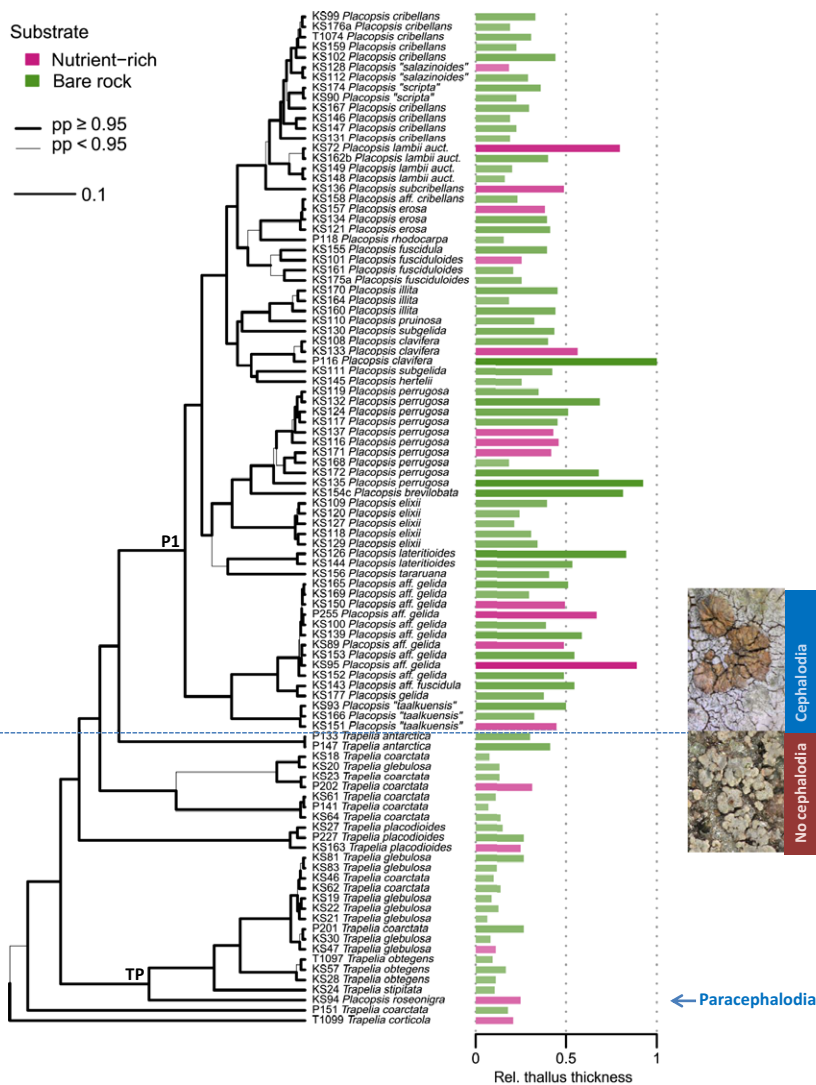 Substrate
Nutrient−rich
Bare rock
pp ≥ 0.95
pp < 0.95
0.1
KS99 Placopsis cribellans
KS176a Placopsis cribellans
T1074 Placopsis cribellans
KS159 Placopsis cribellans
KS102 Placopsis cribellans
KS128 Placopsis "salazinoides"
KS112 Placopsis "salazinoides"
KS174 Placopsis "scripta"
KS90 Placopsis "scripta"
KS167 Placopsis cribellans
KS146 Placopsis cribellans
KS147 Placopsis cribellans
KS131 Placopsis cribellans
KS72 Placopsis lambii auct.
KS162b Placopsis lambii auct.
KS149 Placopsis lambii auct.
KS148 Placopsis lambii auct.
KS136 Placopsis subcribellans
KS158 Placopsis aff. cribellans
KS157 Placopsis erosa
KS134 Placopsis erosa
KS121 Placopsis erosa
P118 Placopsis rhodocarpa
KS155 Placopsis fuscidula
KS101 Placopsis fusciduloides
KS161 Placopsis fusciduloides
KS175a Placopsis fusciduloides
KS170 Placopsis illita
KS164 Placopsis illita
KS160 Placopsis illita
KS110 Placopsis pruinosa
KS130 Placopsis subgelida
KS108 Placopsis clavifera
KS133 Placopsis clavifera
P116 Placopsis clavifera
KS111 Placopsis subgelida
KS145 Placopsis hertelii
KS119 Placopsis perrugosa
KS132 Placopsis perrugosa
KS124 Placopsis perrugosa
KS117 Placopsis perrugosa
KS137 Placopsis perrugosa
KS116 Placopsis perrugosa
KS171 Placopsis perrugosa
KS168 Placopsis perrugosa
KS172 Placopsis perrugosa
KS135 Placopsis perrugosa
KS154c Placopsis brevilobata
KS109 Placopsis elixii
KS120 Placopsis elixii
KS127 Placopsis elixii
KS118 Placopsis elixii
KS129 Placopsis elixii
P1
KS126 Placopsis lateritioides
KS144 Placopsis lateritioides
KS156 Placopsis tararuana
KS165 Placopsis aff. gelida
KS169 Placopsis aff. gelida
KS150 Placopsis aff. gelida
P255 Placopsis aff. gelida
KS100 Placopsis aff. gelida
KS139 Placopsis aff. gelida
KS89 Placopsis aff. gelida
KS153 Placopsis aff. gelida
KS95 Placopsis aff. gelida
KS152 Placopsis aff. gelida
KS143 Placopsis aff. fuscidula
KS177 Placopsis gelida
KS93 Placopsis "taalkuensis"
KS166 Placopsis "taalkuensis"
KS151 Placopsis "taalkuensis"
Cephalodia
P133 Trapelia antarctica
P147 Trapelia antarctica
KS18 Trapelia coarctata
KS20 Trapelia glebulosa
KS23 Trapelia coarctata
P202 Trapelia coarctata
KS61 Trapelia coarctata
P141 Trapelia coarctata
KS64 Trapelia coarctata
KS27 Trapelia placodioides
P227 Trapelia placodioides
KS163 Trapelia placodioides
No cephalodia
KS81 Trapelia glebulosa
KS83 Trapelia glebulosa
KS46 Trapelia coarctata
KS62 Trapelia coarctata
KS19 Trapelia glebulosa
KS22 Trapelia glebulosa
KS21 Trapelia glebulosa
P201 Trapelia coarctata
KS30 Trapelia glebulosa
KS47 Trapelia glebulosa
T1097 Trapelia obtegens
KS57 Trapelia obtegens
TP
KS28 Trapelia obtegens
KS24 Trapelia stipitata
KS94 Placopsis roseonigra
Paracephalodia
P151 Trapelia coarctata
T1099 Trapelia corticola
0 0.5 1
Rel. thallus thickness